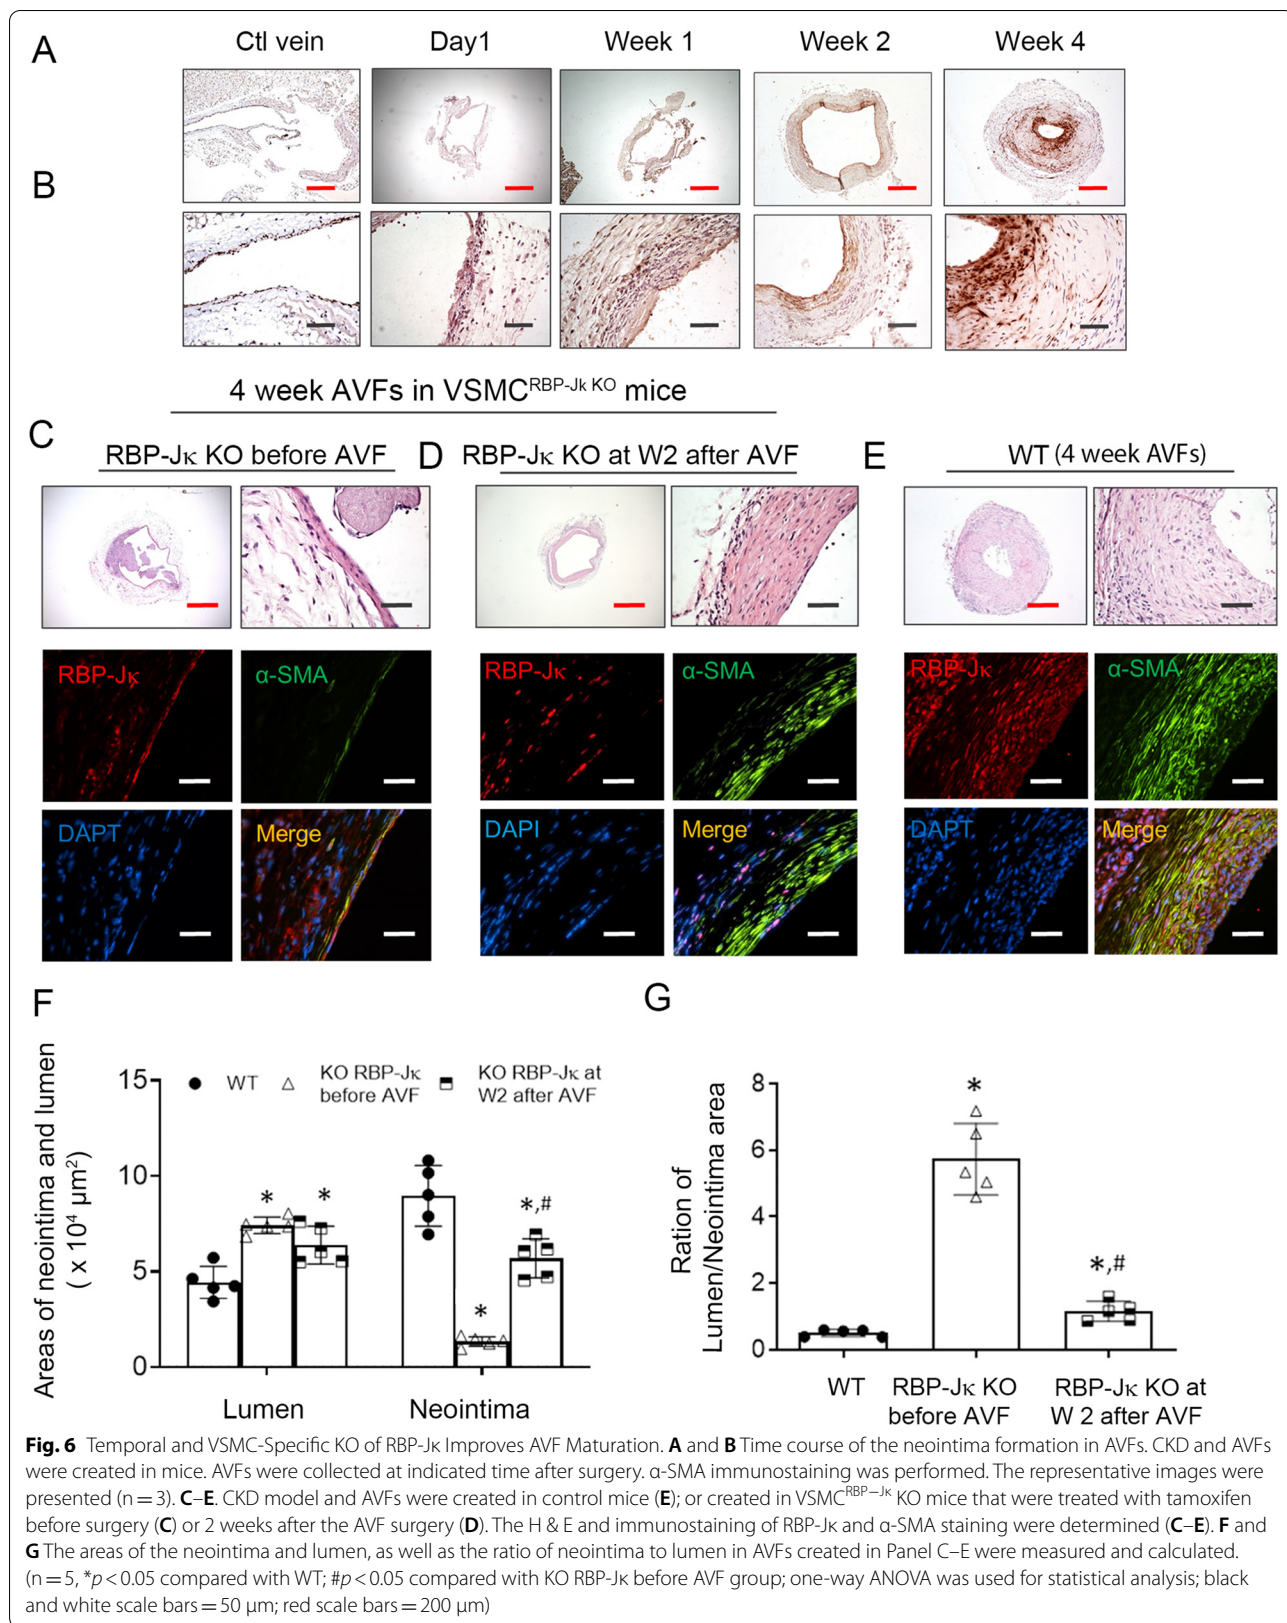 A
Ctl vein Day1 Week 1 Week 2 Week 4
B
4 week AVFs in VSMC^RBP-Jk KO mice
C RBP-Jκ KO before AVF D RBP-Jκ KO at W2 after AVF E WT (4 week AVFs)
RBP-Jκ α-SMA RBP-Jκ α-SMA RBP-Jκ α-SMA
DAPT Merge DAPI Merge DAPT Merge
F
Areas of neointima and lumen
( x 10⁴ µm²)
15
10
5
0
WT
KO RBP-Jκ
before AVF
KO RBP-Jκ at
W2 after AVF
* * * *,#
Lumen Neointima
G
Ration of
Lumen/Neointima area
8
6
4
2
0
* *,#
WT
RBP-Jκ KO
before AVF
RBP-Jκ KO at
W 2 after AVF
Fig. 6 Temporal and VSMC-Specific KO of RBP-Jκ Improves AVF Maturation. A and B Time course of the neointima formation in AVFs. CKD and AVFs
were created in mice. AVFs were collected at indicated time after surgery. α-SMA immunostaining was performed. The representative images were
presented (n = 3). C–E. CKD model and AVFs were created in control mice (E); or created in VSMC^RBP−Jκ KO mice that were treated with tamoxifen
before surgery (C) or 2 weeks after the AVF surgery (D). The H & E and immunostaining of RBP-Jκ and α-SMA staining were determined (C–E). F and
G The areas of the neointima and lumen, as well as the ratio of neointima to lumen in AVFs created in Panel C–E were measured and calculated.
(n = 5, *p < 0.05 compared with WT; #p < 0.05 compared with KO RBP-Jκ before AVF group; one-way ANOVA was used for statistical analysis; black
and white scale bars = 50 µm; red scale bars = 200 µm)